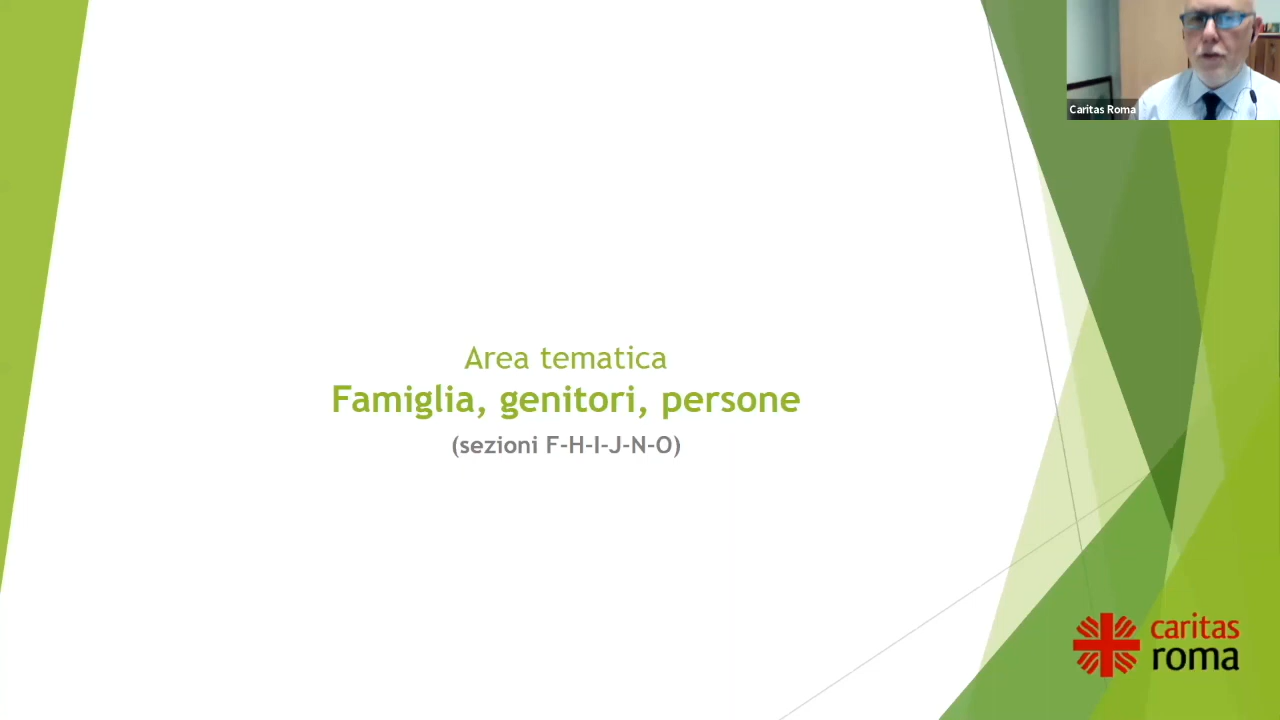 Caritas Roma
Area tematica
Famiglia, genitori, persone
(sezioni F-H-I-J-N-O)
caritas
roma